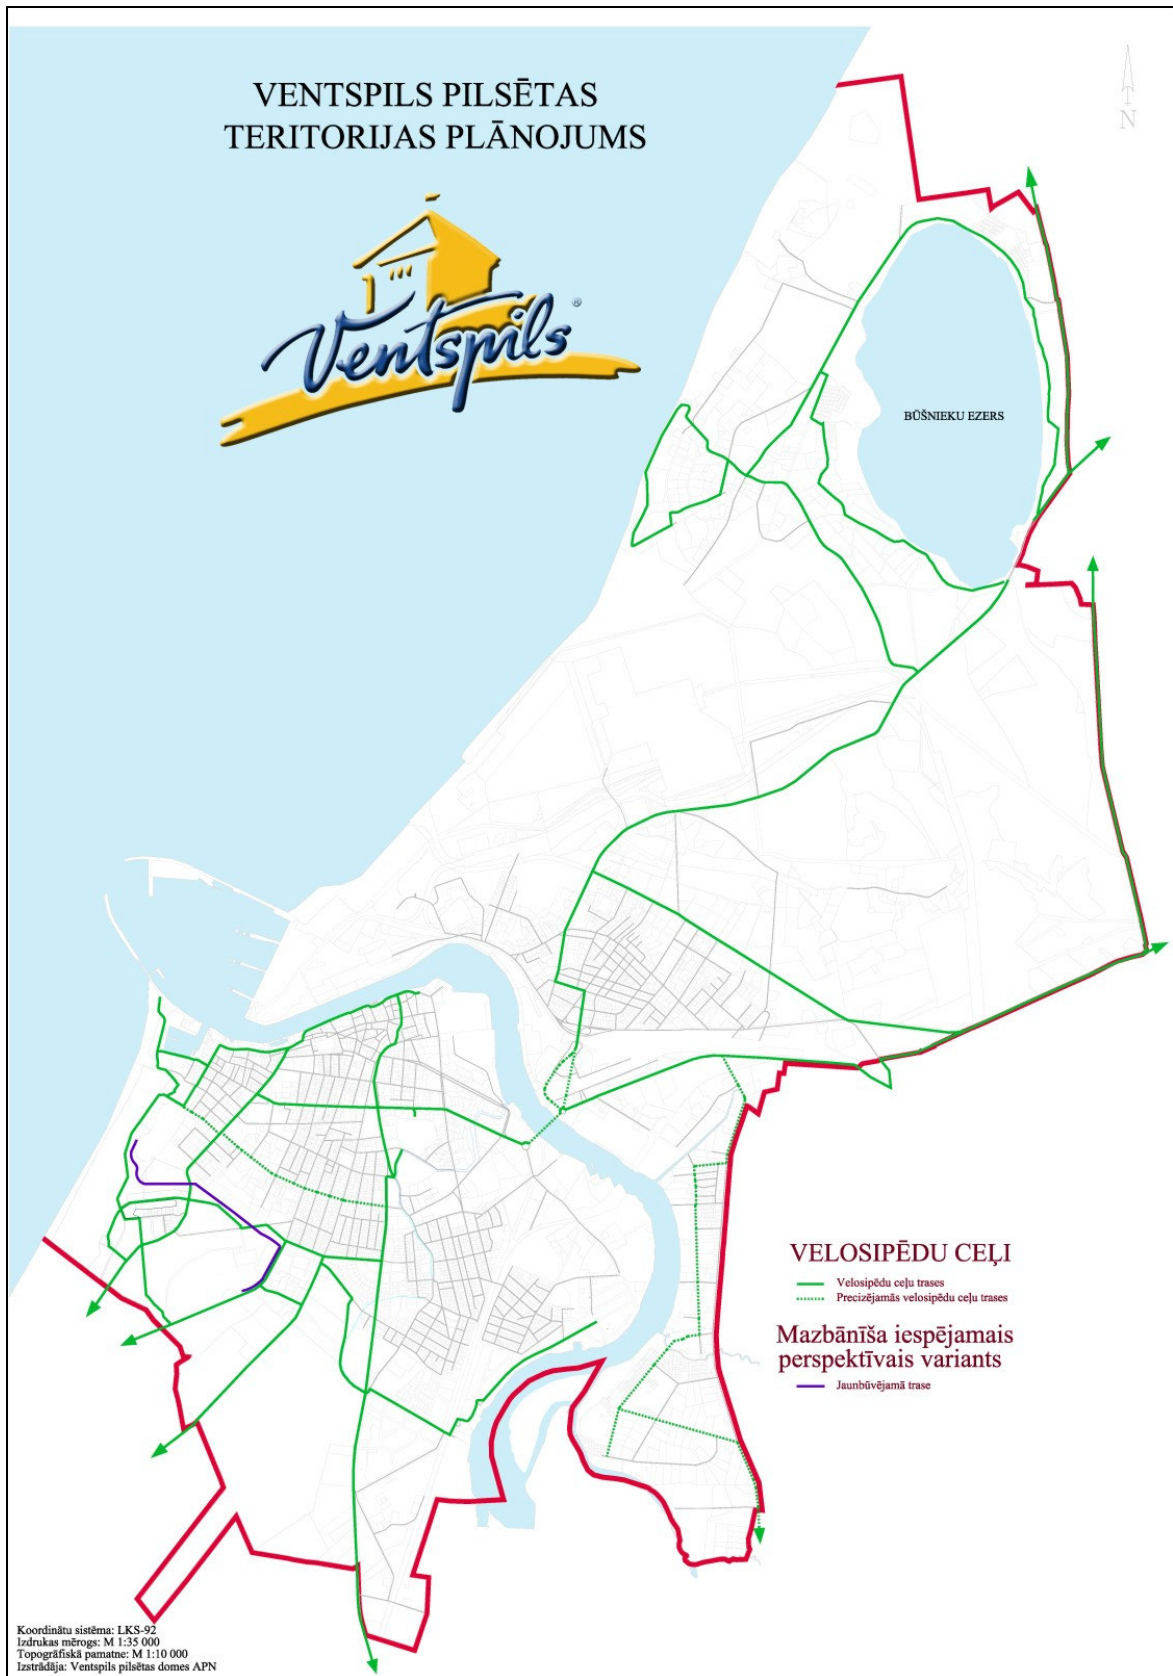 VENTSPILS PILSĒTAS
TERITORIJAS PLĀNOJUMS
N
Ventspils ®
BŪŠNIEKU EZERS
VELOSIPĒDU CEĻI
Velosipēdu ceļu trases
Precizējamās velosipēdu ceļu trases
Mazbānīša iespējamais
perspektīvais variants
Jaunbūvējamā trase
Koordinātu sistēma: LKS-92
Izdrukas mērogs: M 1:35 000
Topogrāfiskā pamatne: M 1:10 000
Izstrādāja: Ventspils pilsētas domes APN